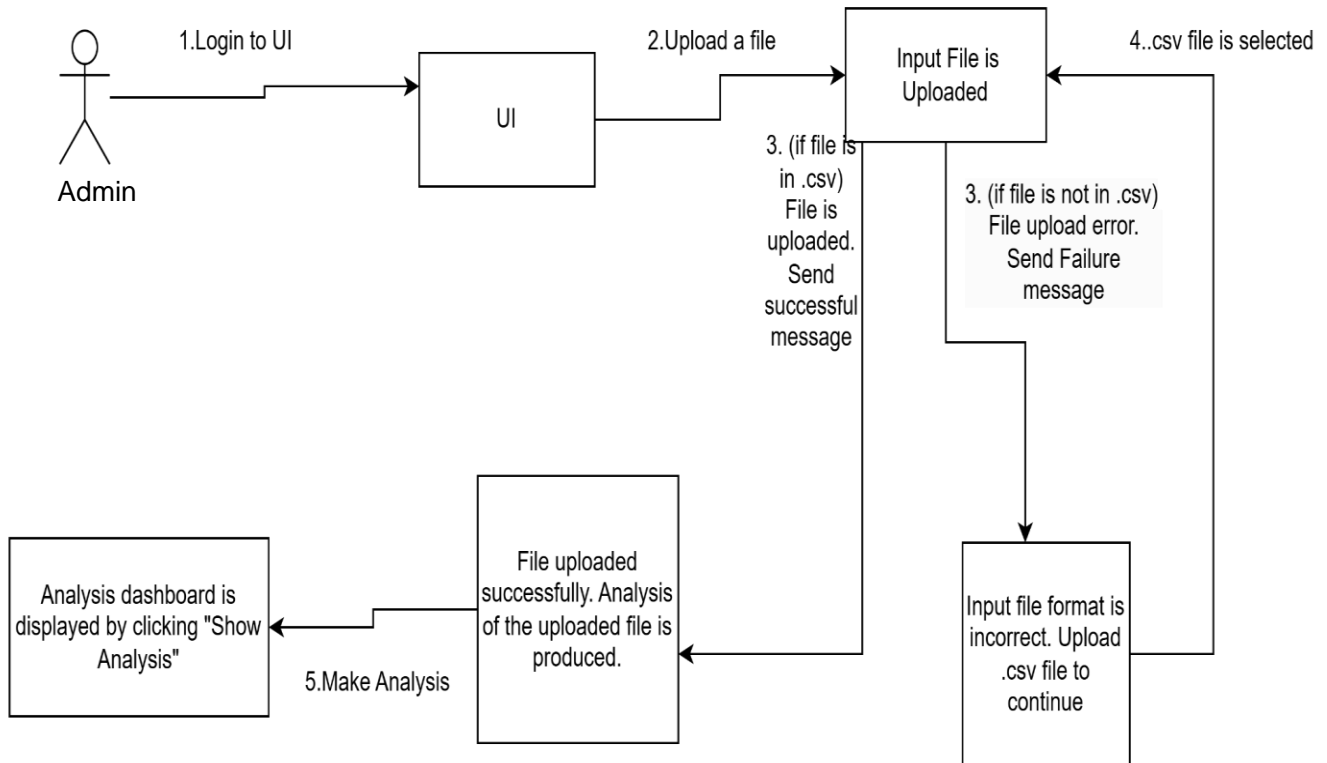 1.Login to UI
Admin
UI
2.Upload a file
Input File is
Uploaded
4..csv file is selected
3. (if file is
in .csv)
File is
uploaded.
Send
successful
message
3. (if file is not in .csv)
File upload error.
Send Failure
message
Analysis dashboard is
displayed by clicking "Show
Analysis"
5.Make Analysis
File uploaded
successfully. Analysis
of the uploaded file is
produced.
Input file format is
incorrect. Upload
.csv file to
continue